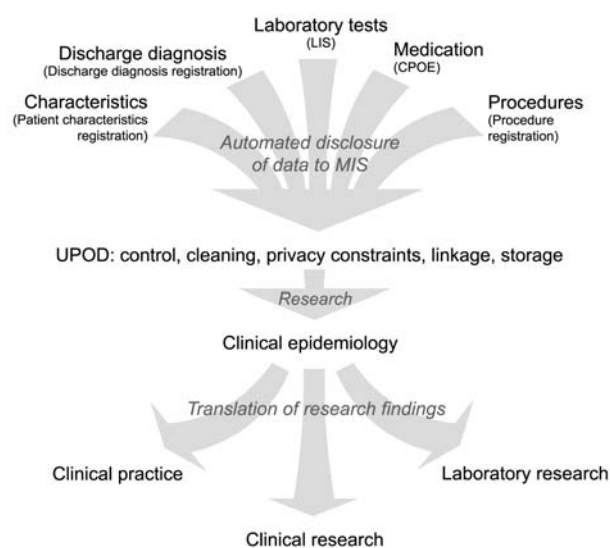 Laboratory tests
(LIS)
Discharge diagnosis
(Discharge diagnosis registration)
Medication
(CPOE)
Characteristics
(Patient characteristics
registration)
Procedures
(Procedure
registration)
Automated disclosure
of data to MIS
UPOD: control, cleaning, privacy constraints, linkage, storage
Research
Clinical epidemiology
Translation of research findings
Clinical practice
Laboratory research
Clinical research